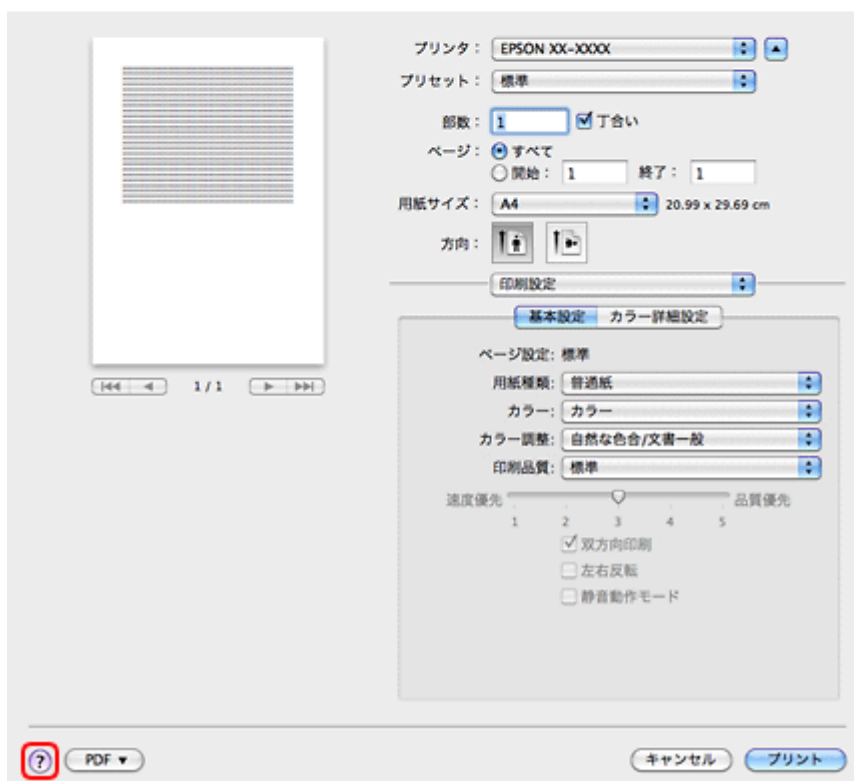 プリンタ： EPSON XX-XXXX
プリセット： 標準
部数： 1 丁合い
ページ： すべて
開始： 1 終了： 1
用紙サイズ： A4 20.99 x 29.69 cm
方向：
印刷設定
基本設定 カラー詳細設定
ページ設定: 標準
用紙種類: 普通紙
カラー: カラー
カラー調整: 自然な色合/文書一般
印刷品質: 標準
速度優先 品質優先
1 2 3 4 5
双方向印刷
左右反転
静音動作モード
1 / 1
? PDF ▼ キャンセル プリント